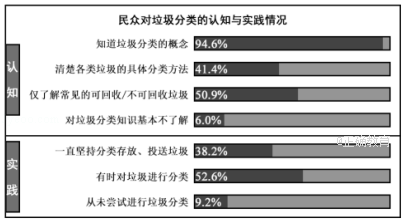 民众对垃圾分类的认知与实践情况
认知
知道垃圾分类的概念 94.6%
清楚各类垃圾的具体分类方法 41.4%
仅了解常见的可回收/不可回收垃圾 50.9%
对垃圾分类知识基本不了解 6.0%
@正确教育
实践
一直坚持分类存放、投送垃圾 38.2%
有时对垃圾进行分类 52.6%
从未尝试进行垃圾分类 9.2%